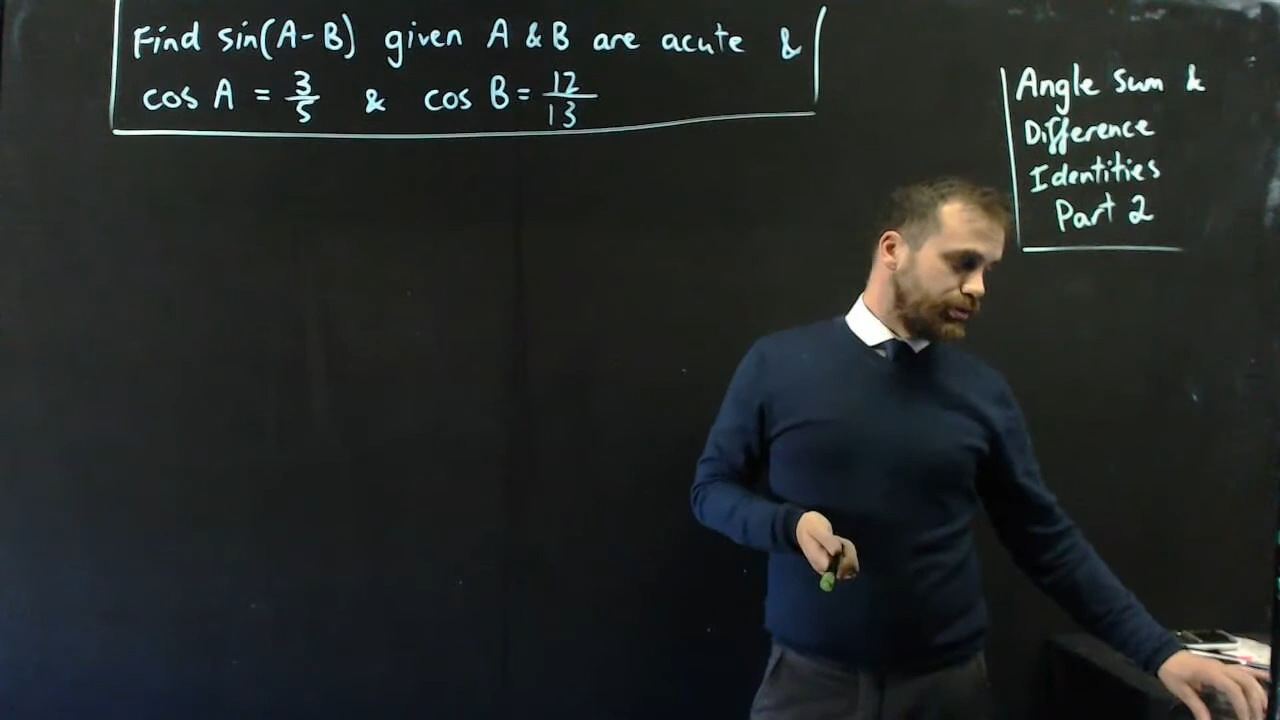 Find sin(A-B) given A & B are acute &
cos A = 3/5 & cos B = 12/13
Angle Sum &
Difference
Identities
Part 2